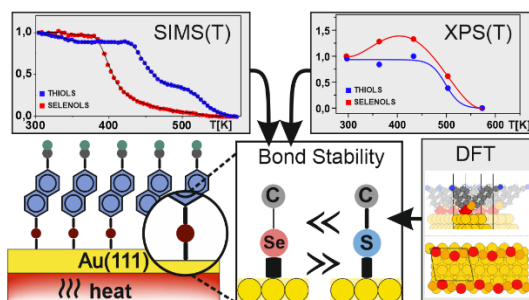 SIMS(T)
1,0
0,5
0,0
THIOLS
SELENOLS
300
400
500
T[K]
XPS(T)
1,5
1,0
0,5
0,0
THIOLS
SELENOLS
300
400
500
T[K]
Bond Stability
C
<<
C
Se
>>
S
DFT
Au(111)
heat